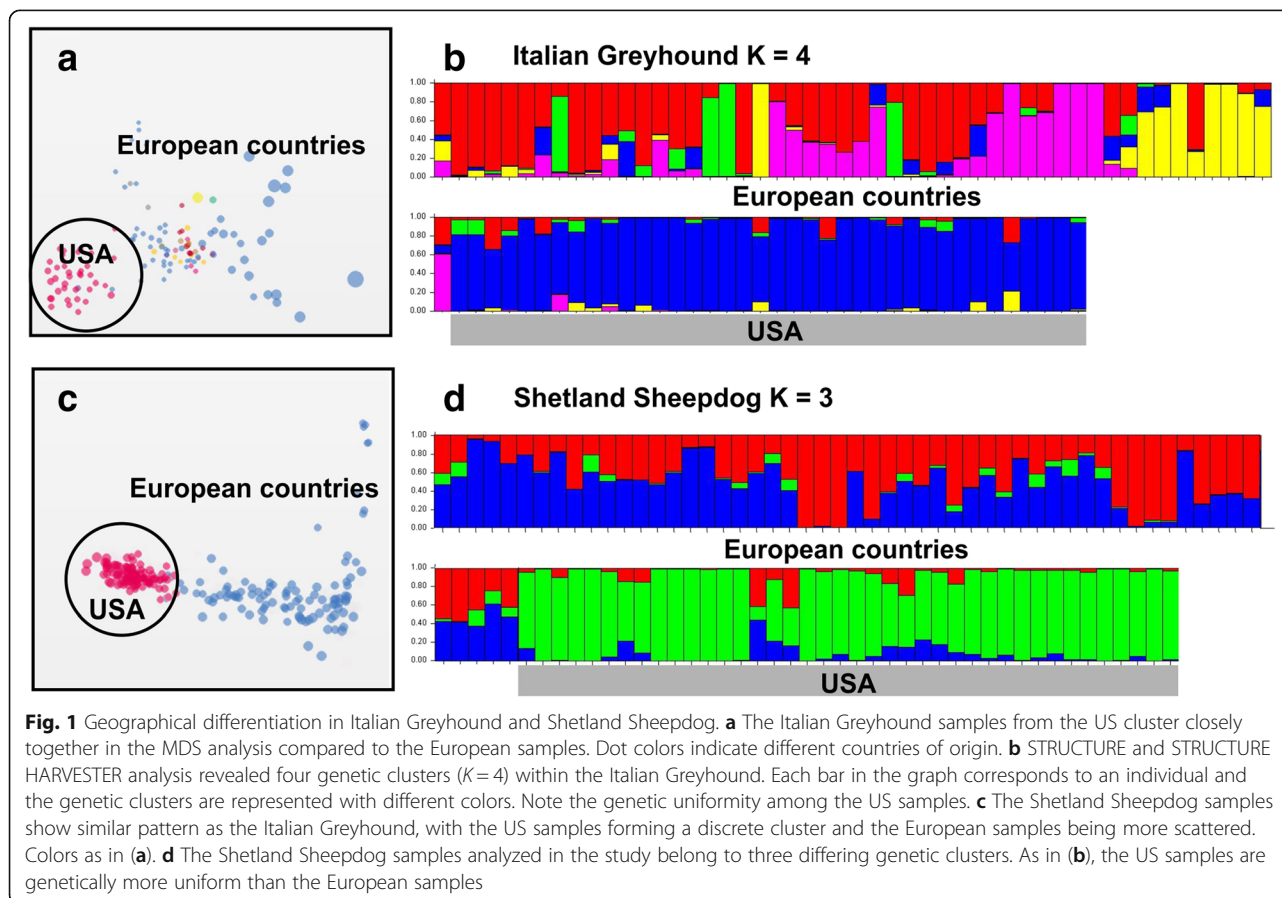 a
European countries
USA
b Italian Greyhound K = 4
1.00
0.80
0.60
0.40
0.20
0.00
European countries
1.00
0.80
0.60
0.40
0.20
0.00
USA
c
European countries
USA
d Shetland Sheepdog K = 3
1.00
0.80
0.60
0.40
0.20
0.00
European countries
1.00
0.80
0.60
0.40
0.20
0.00
USA
Fig. 1 Geographical differentiation in Italian Greyhound and Shetland Sheepdog. a The Italian Greyhound samples from the US cluster closely
together in the MDS analysis compared to the European samples. Dot colors indicate different countries of origin. b STRUCTURE and STRUCTURE
HARVESTER analysis revealed four genetic clusters (K = 4) within the Italian Greyhound. Each bar in the graph corresponds to an individual and
the genetic clusters are represented with different colors. Note the genetic uniformity among the US samples. c The Shetland Sheepdog samples
show similar pattern as the Italian Greyhound, with the US samples forming a discrete cluster and the European samples being more scattered.
Colors as in (a). d The Shetland Sheepdog samples analyzed in the study belong to three differing genetic clusters. As in (b), the US samples are
genetically more uniform than the European samples